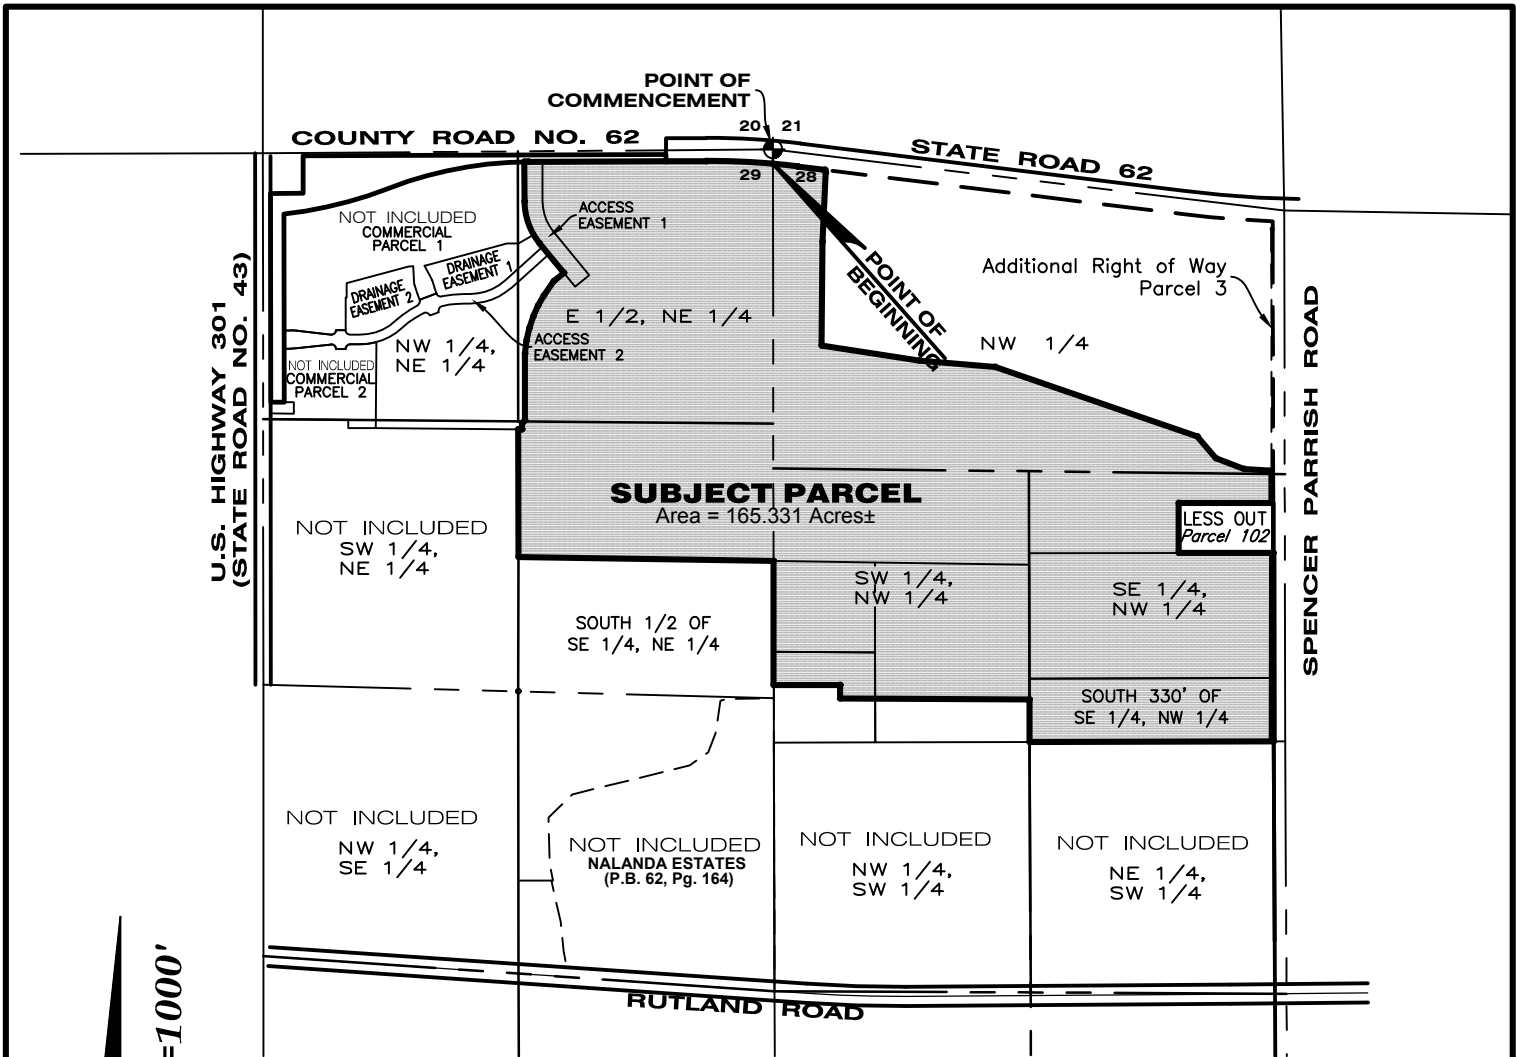 POINT OF
COMMENCEMENT
20 21
COUNTY ROAD NO. 62
STATE ROAD 62
29 28
NOT INCLUDED
COMMERCIAL
PARCEL 1
ACCESS
EASEMENT 1
DRAINAGE
EASEMENT 1
DRAINAGE
EASEMENT 2
POINT OF
BEGINNING
Additional Right of Way
Parcel 3
E 1/2, NE 1/4
NW 1/4
NW 1/4,
NE 1/4
ACCESS
EASEMENT 2
NOT INCLUDED
COMMERCIAL
PARCEL 2
U.S. HIGHWAY 301
(STATE ROAD NO. 43)
SPENCER PARRISH ROAD
SUBJECT PARCEL
Area = 165.331 Acres±
LESS OUT
Parcel 102
NOT INCLUDED
SW 1/4,
NE 1/4
SW 1/4,
NW 1/4
SE 1/4,
NW 1/4
SOUTH 1/2 OF
SE 1/4, NE 1/4
SOUTH 330' OF
SE 1/4, NW 1/4
NOT INCLUDED
NW 1/4,
SE 1/4
NOT INCLUDED
NALANDA ESTATES
(P.B. 62, Pg. 164)
NOT INCLUDED
NW 1/4,
SW 1/4
NOT INCLUDED
NE 1/4,
SW 1/4
RUTLAND ROAD
=1000'